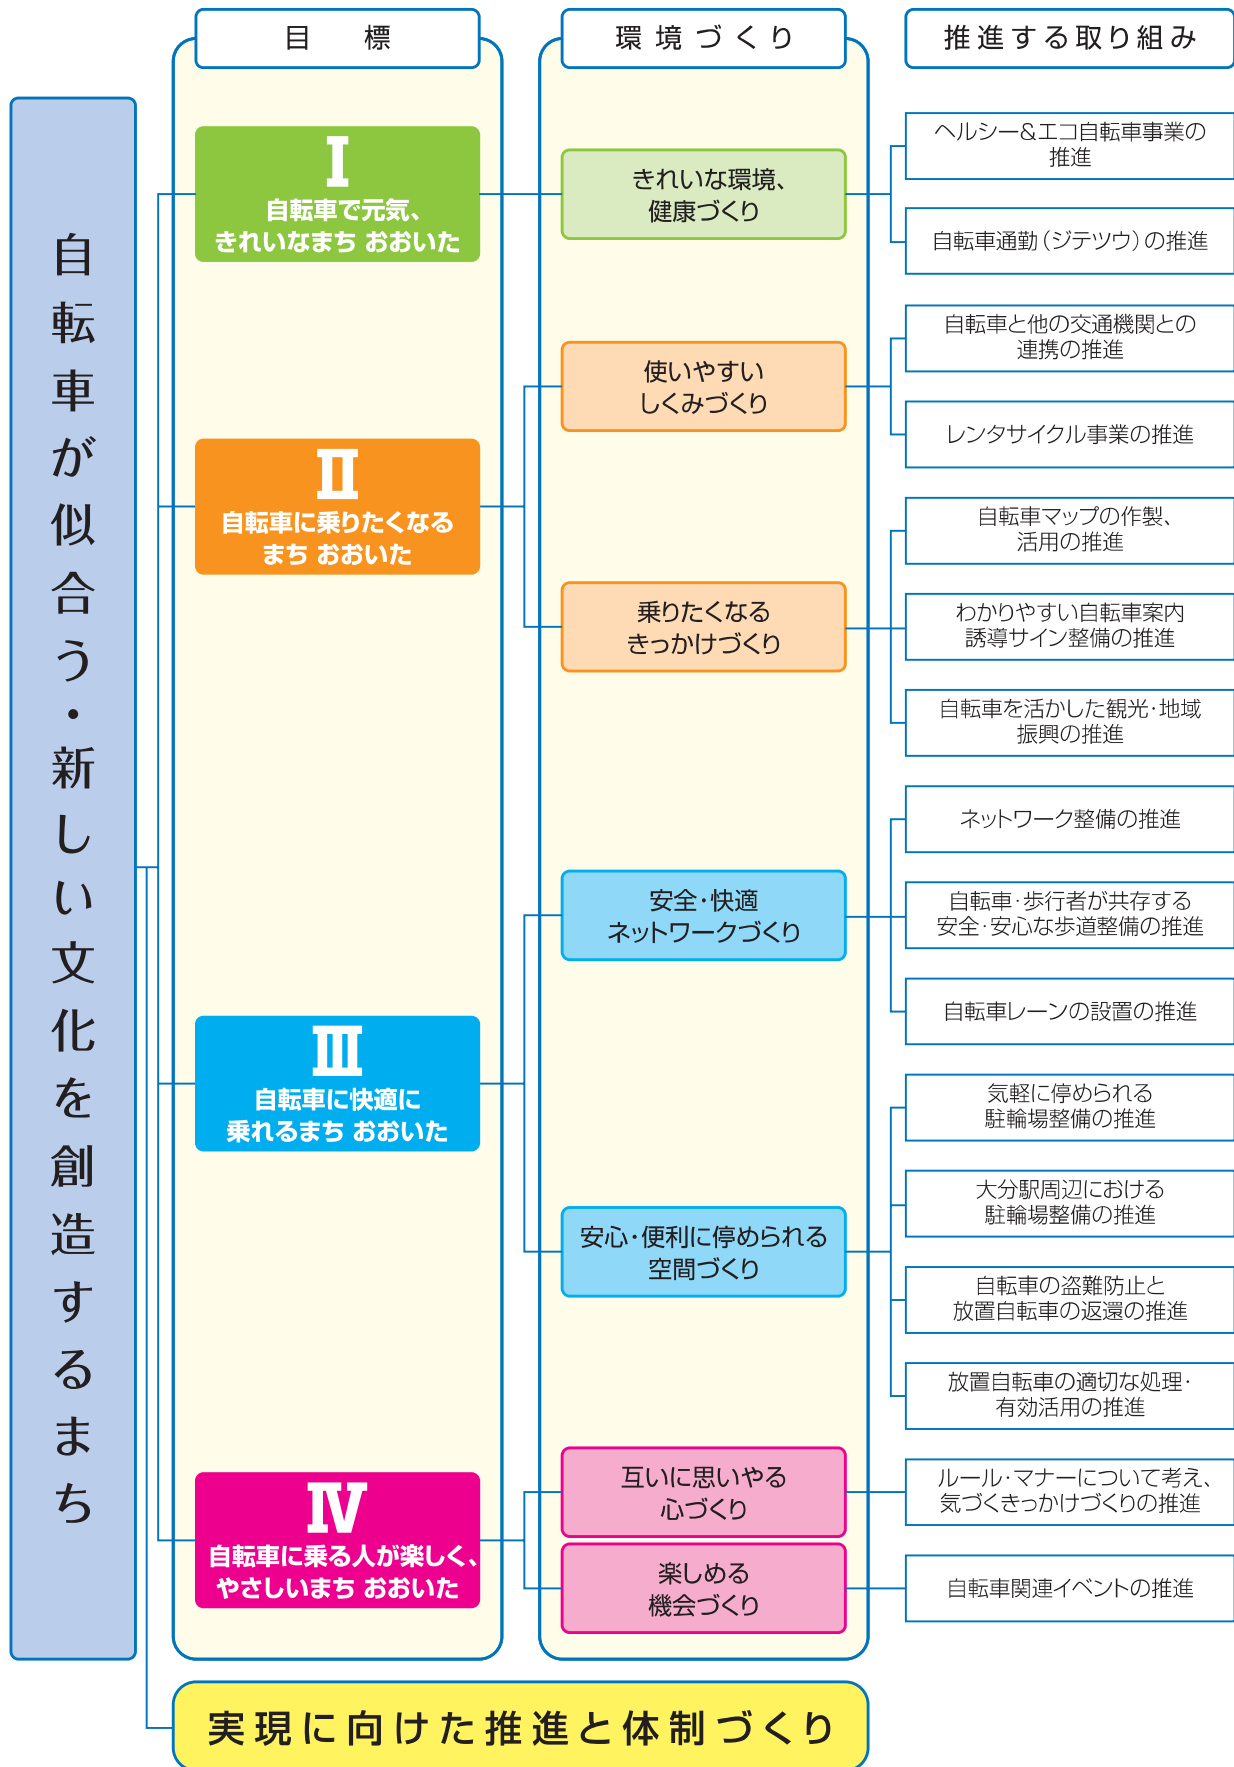 目　標
環境づくり
推進する取り組み
自転車が似合う・新しい文化を創造するまち
I
自転車で元気、
きれいなまち おおいた
きれいな環境、
健康づくり
ヘルシー&エコ自転車事業の
推進
自転車通勤（ジテツウ）の推進
II
自転車に乗りたくなる
まち おおいた
使いやすい
しくみづくり
自転車と他の交通機関との
連携の推進
レンタサイクル事業の推進
乗りたくなる
きっかけづくり
自転車マップの作製、
活用の推進
わかりやすい自転車案内
誘導サイン整備の推進
自転車を活かした観光・地域
振興の推進
III
自転車に快適に
乗れるまち おおいた
安全・快適
ネットワークづくり
ネットワーク整備の推進
自転車・歩行者が共存する
安全・安心な歩道整備の推進
自転車レーンの設置の推進
安心・便利に停められる
空間づくり
気軽に停められる
駐輪場整備の推進
大分駅周辺における
駐輪場整備の推進
自転車の盗難防止と
放置自転車の返還の推進
放置自転車の適切な処理・
有効活用の推進
IV
自転車に乗る人が楽しく、
やさしいまち おおいた
互いに思いやる
心づくり
ルール・マナーについて考え、
気づくきっかけづくりの推進
楽しめる
機会づくり
自転車関連イベントの推進
実現に向けた推進と体制づくり